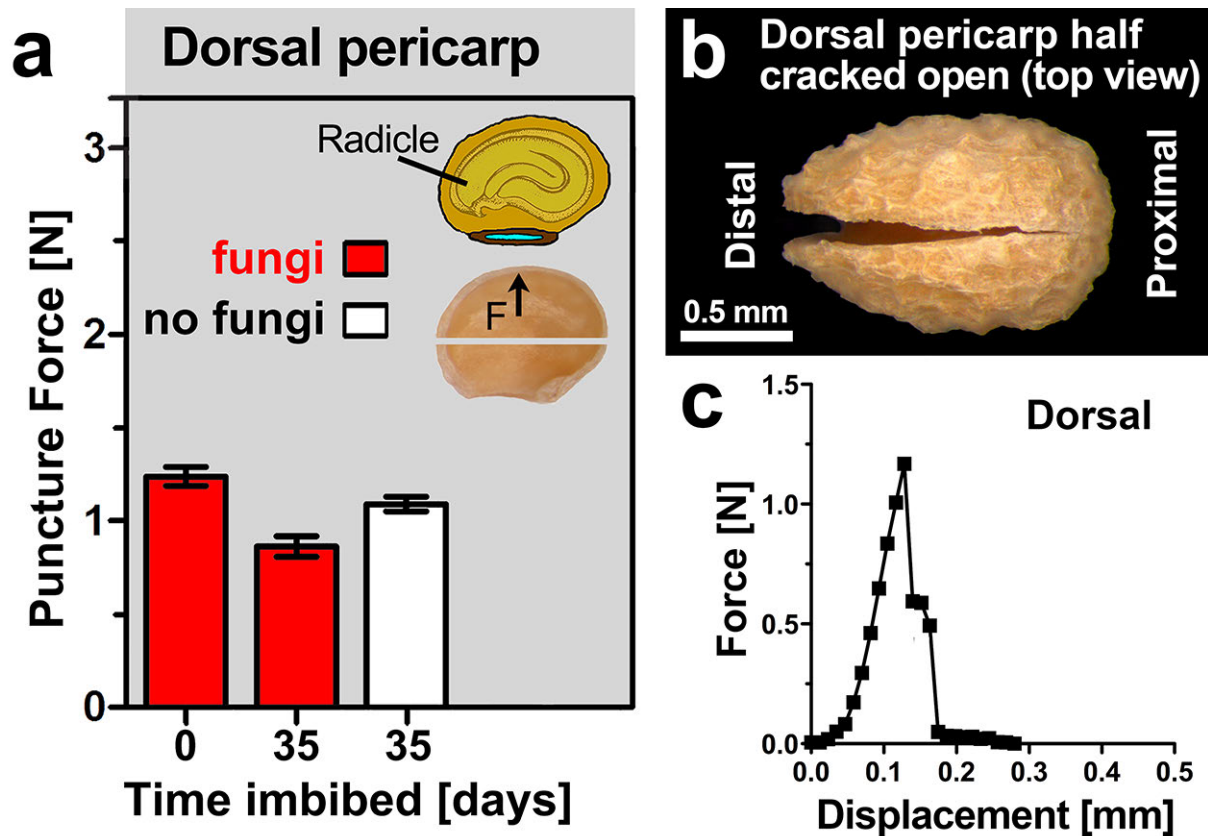 a
Dorsal pericarp
Puncture Force [N]
3
2
1
0
Radicle
fungi
no fungi
F
0 35 35
Time imbibed [days]
b
Dorsal pericarp half
cracked open (top view)
Distal
Proximal
0.5 mm
c
Dorsal
Force [N]
1.5
1.0
0.5
0.0
0.0 0.1 0.2 0.3 0.4 0.5
Displacement [mm]